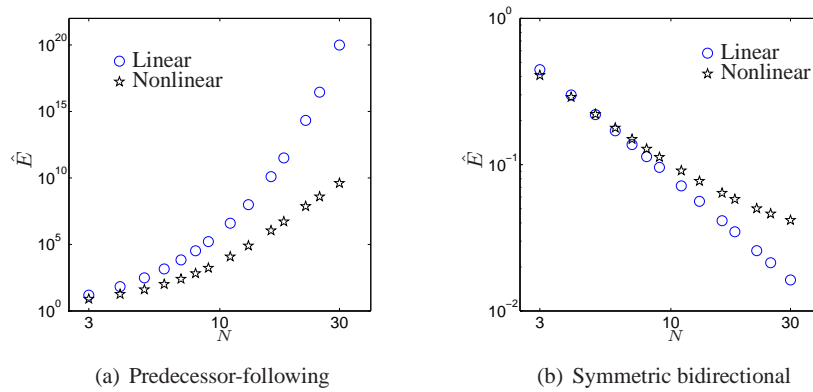 Linear
Nonlinear
Ê
10^20
10^15
10^10
10^5
10^0
3
10
30
N
(a) Predecessor-following
Linear
Nonlinear
Ê
10^0
10^−1
10^−2
3
10
30
N
(b) Symmetric bidirectional